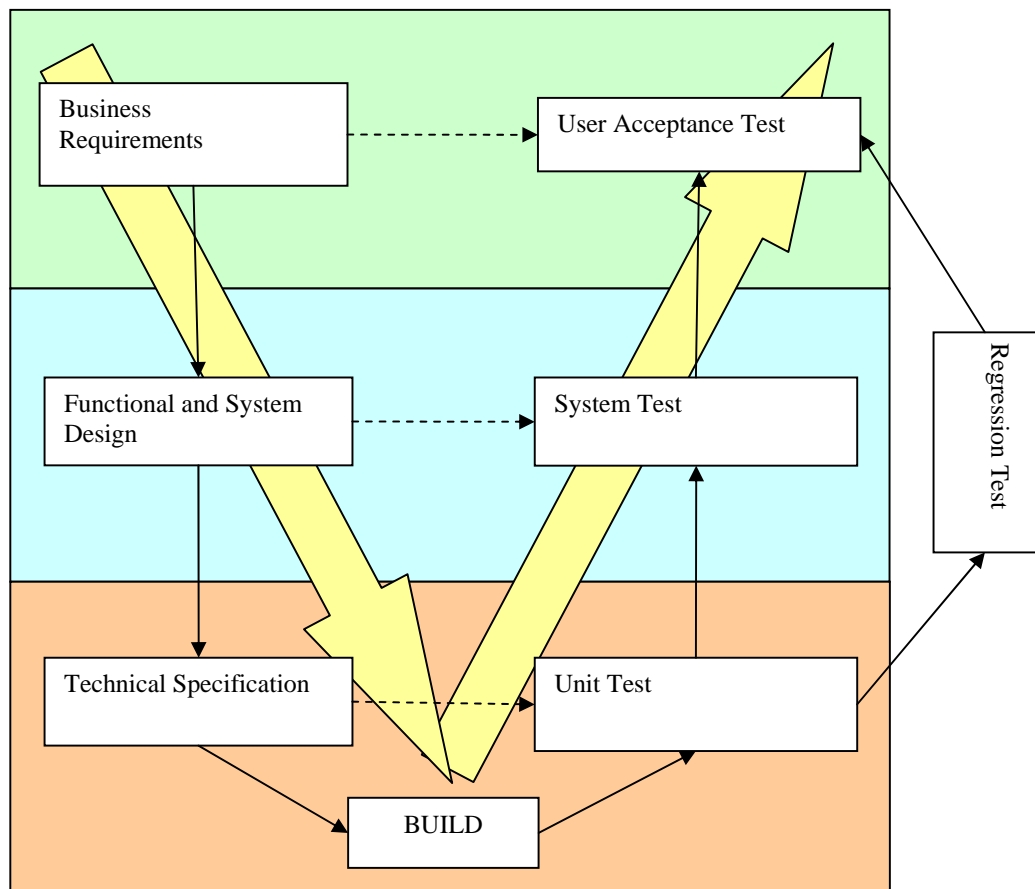 Business
Requirements
User Acceptance Test
Functional and System
Design
System Test
Regression Test
Technical Specification
Unit Test
BUILD